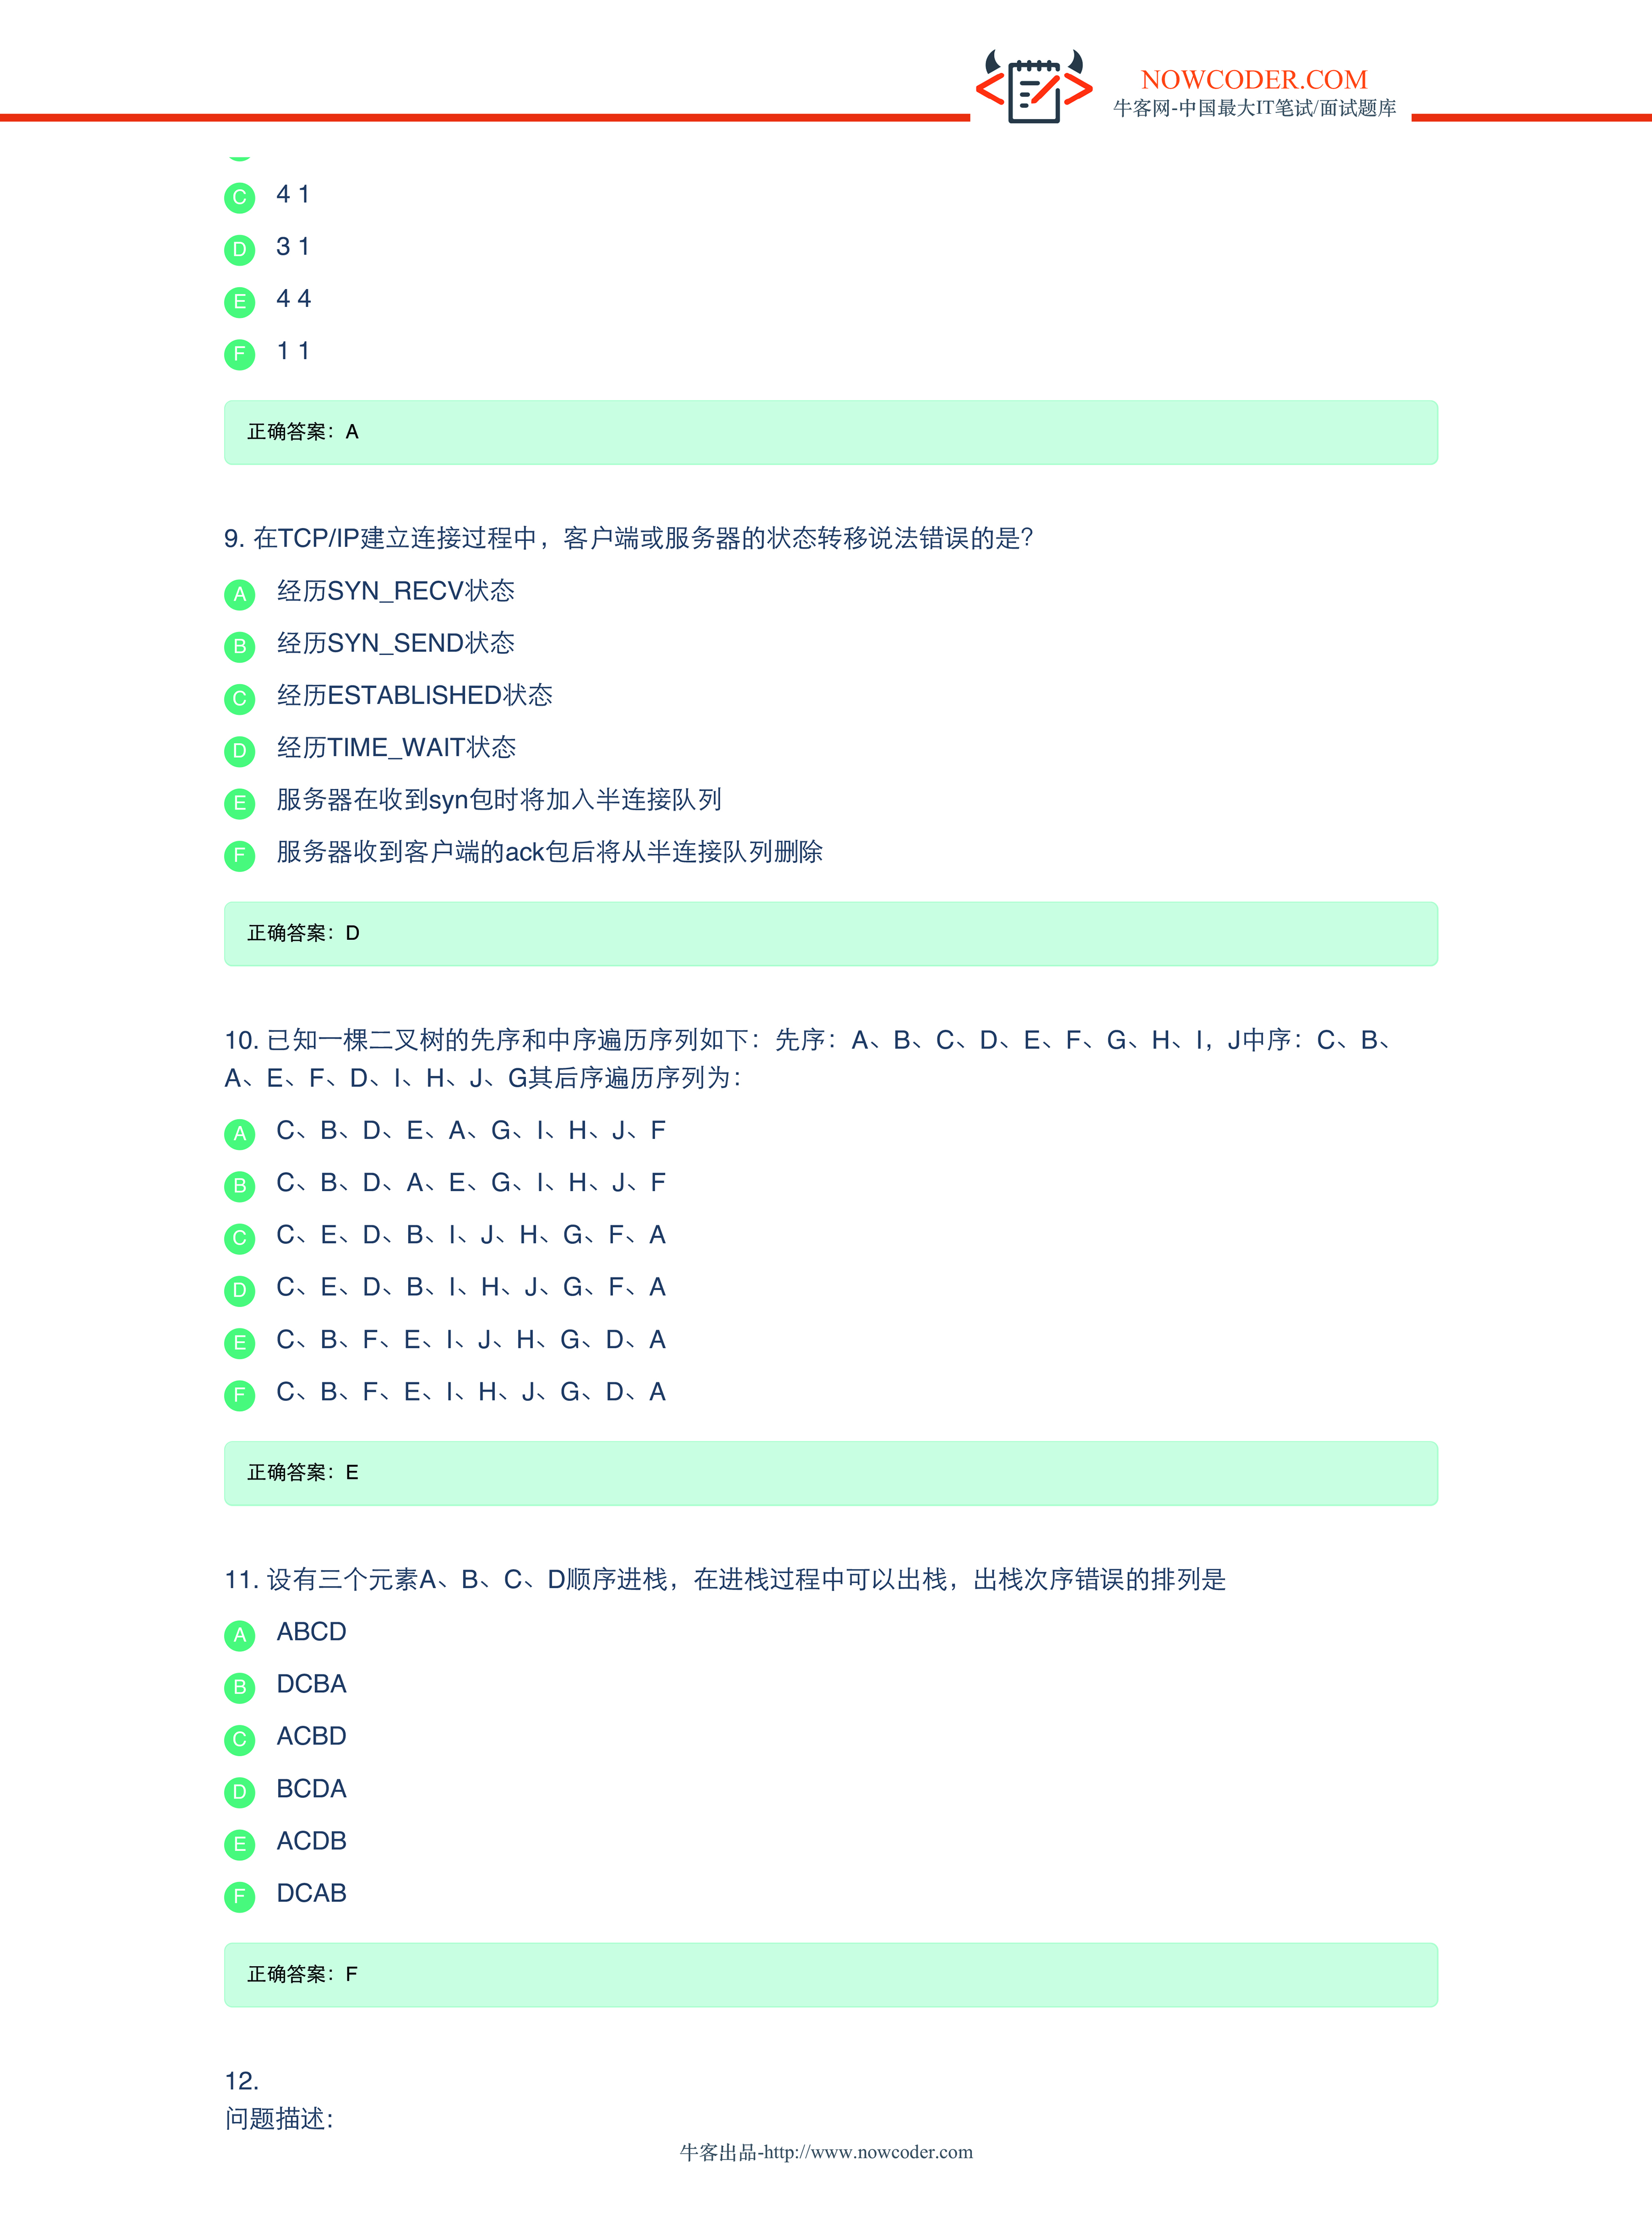 NOWCODER.COM
牛客网-中国最大IT笔试/面试题库
C 4 1
D 3 1
E 4 4
F 1 1
正确答案：A
9. 在TCP/IP建立连接过程中，客户端或服务器的状态转移说法错误的是？
A 经历SYN_RECV状态
B 经历SYN_SEND状态
C 经历ESTABLISHED状态
D 经历TIME_WAIT状态
E 服务器在收到syn包时将加入半连接队列
F 服务器收到客户端的ack包后将从半连接队列删除
正确答案：D
10. 已知一棵二叉树的先序和中序遍历序列如下：先序：A、B、C、D、E、F、G、H、I，J中序：C、B、
A、E、F、D、I、H、J、G其后序遍历序列为：
A C、B、D、E、A、G、I、H、J、F
B C、B、D、A、E、G、I、H、J、F
C C、E、D、B、I、J、H、G、F、A
D C、E、D、B、I、H、J、G、F、A
E C、B、F、E、I、J、H、G、D、A
F C、B、F、E、I、H、J、G、D、A
正确答案：E
11. 设有三个元素A、B、C、D顺序进栈，在进栈过程中可以出栈，出栈次序错误的排列是
A ABCD
B DCBA
C ACBD
D BCDA
E ACDB
F DCAB
正确答案：F
12.
问题描述：
牛客出品-http://www.nowcoder.com